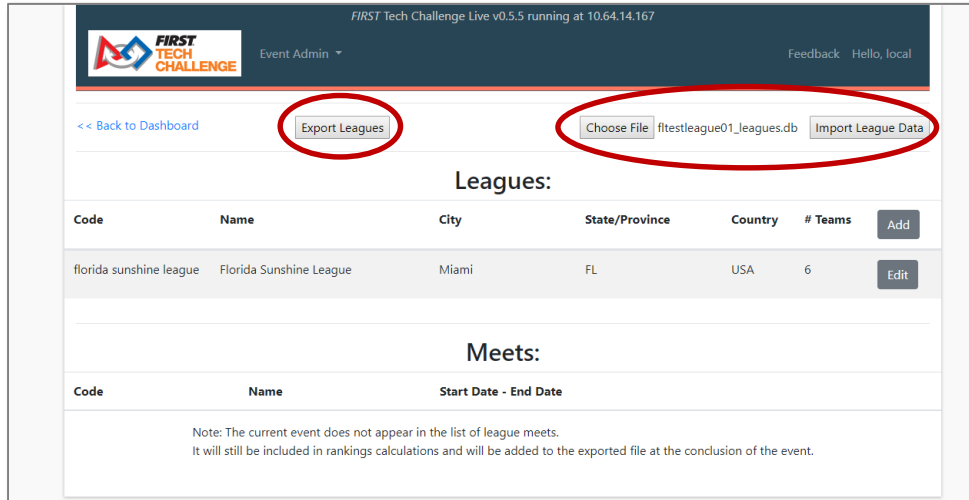 FIRST Tech Challenge Live v0.5.5 running at 10.64.14.167
FIRST
TECH
CHALLENGE
Event Admin
Feedback Hello, local
<< Back to Dashboard Export Leagues Choose File fltestleague01_leagues.db Import League Data
Leagues:
Code Name City State/Province Country # Teams Add
florida sunshine league Florida Sunshine League Miami FL USA 6 Edit
Meets:
Code Name Start Date - End Date
Note: The current event does not appear in the list of league meets.
It will still be included in rankings calculations and will be added to the exported file at the conclusion of the event.